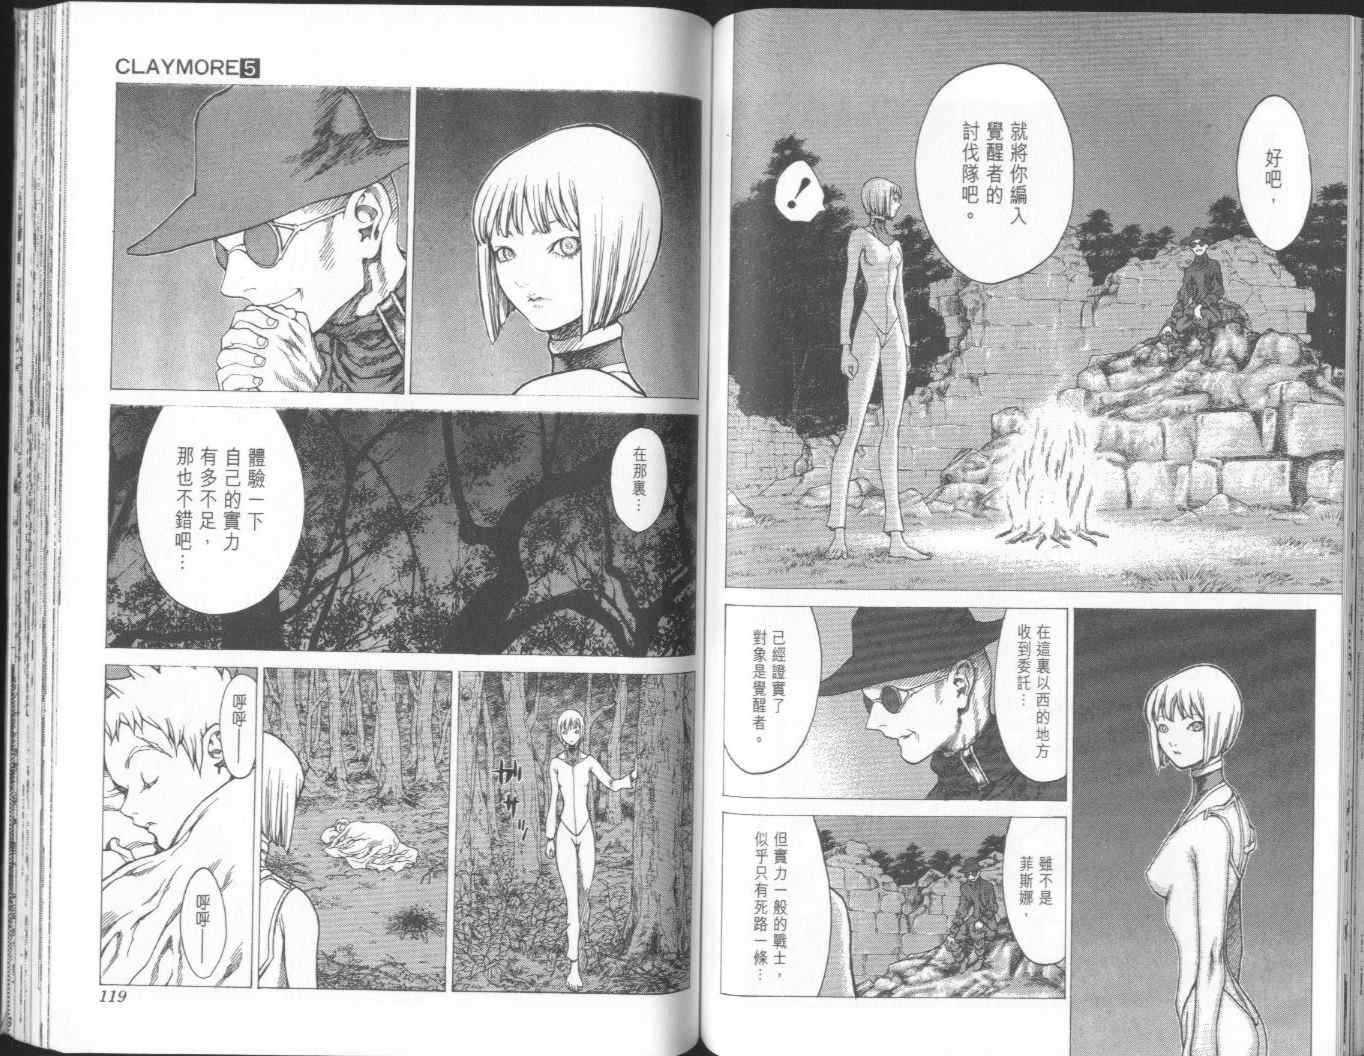 好吧，
就將你編入
覺醒者的
討伐隊吧。
！
在這裏以西的地方
收到委託…
已經證實了
對象是覺醒者。
雖不是
菲斯娜，
但實力一般的戰士，
似乎只有死路一條…
CLAYMORE 5
在那裏…
體驗一下
自己的實力
有多不足，
那也不錯吧…
ザッ
ザッ
呼呼—
呼呼—
119